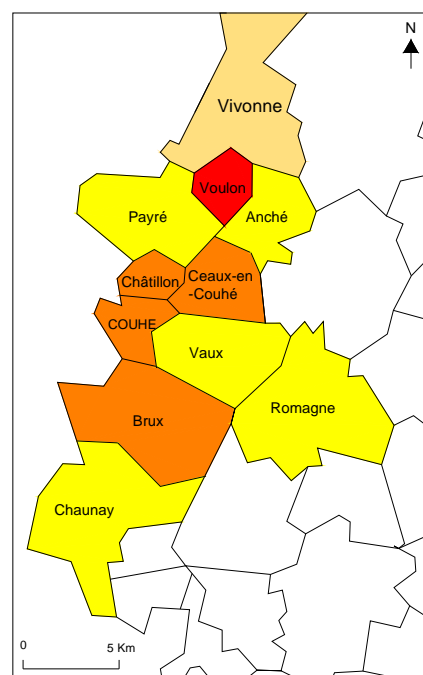 N
Vivonne
Voulon
Payré
Anché
Châtillon
Ceaux-en
-Couhé
COUHE
Vaux
Romagne
Brux
Chaunay
0
5 Km